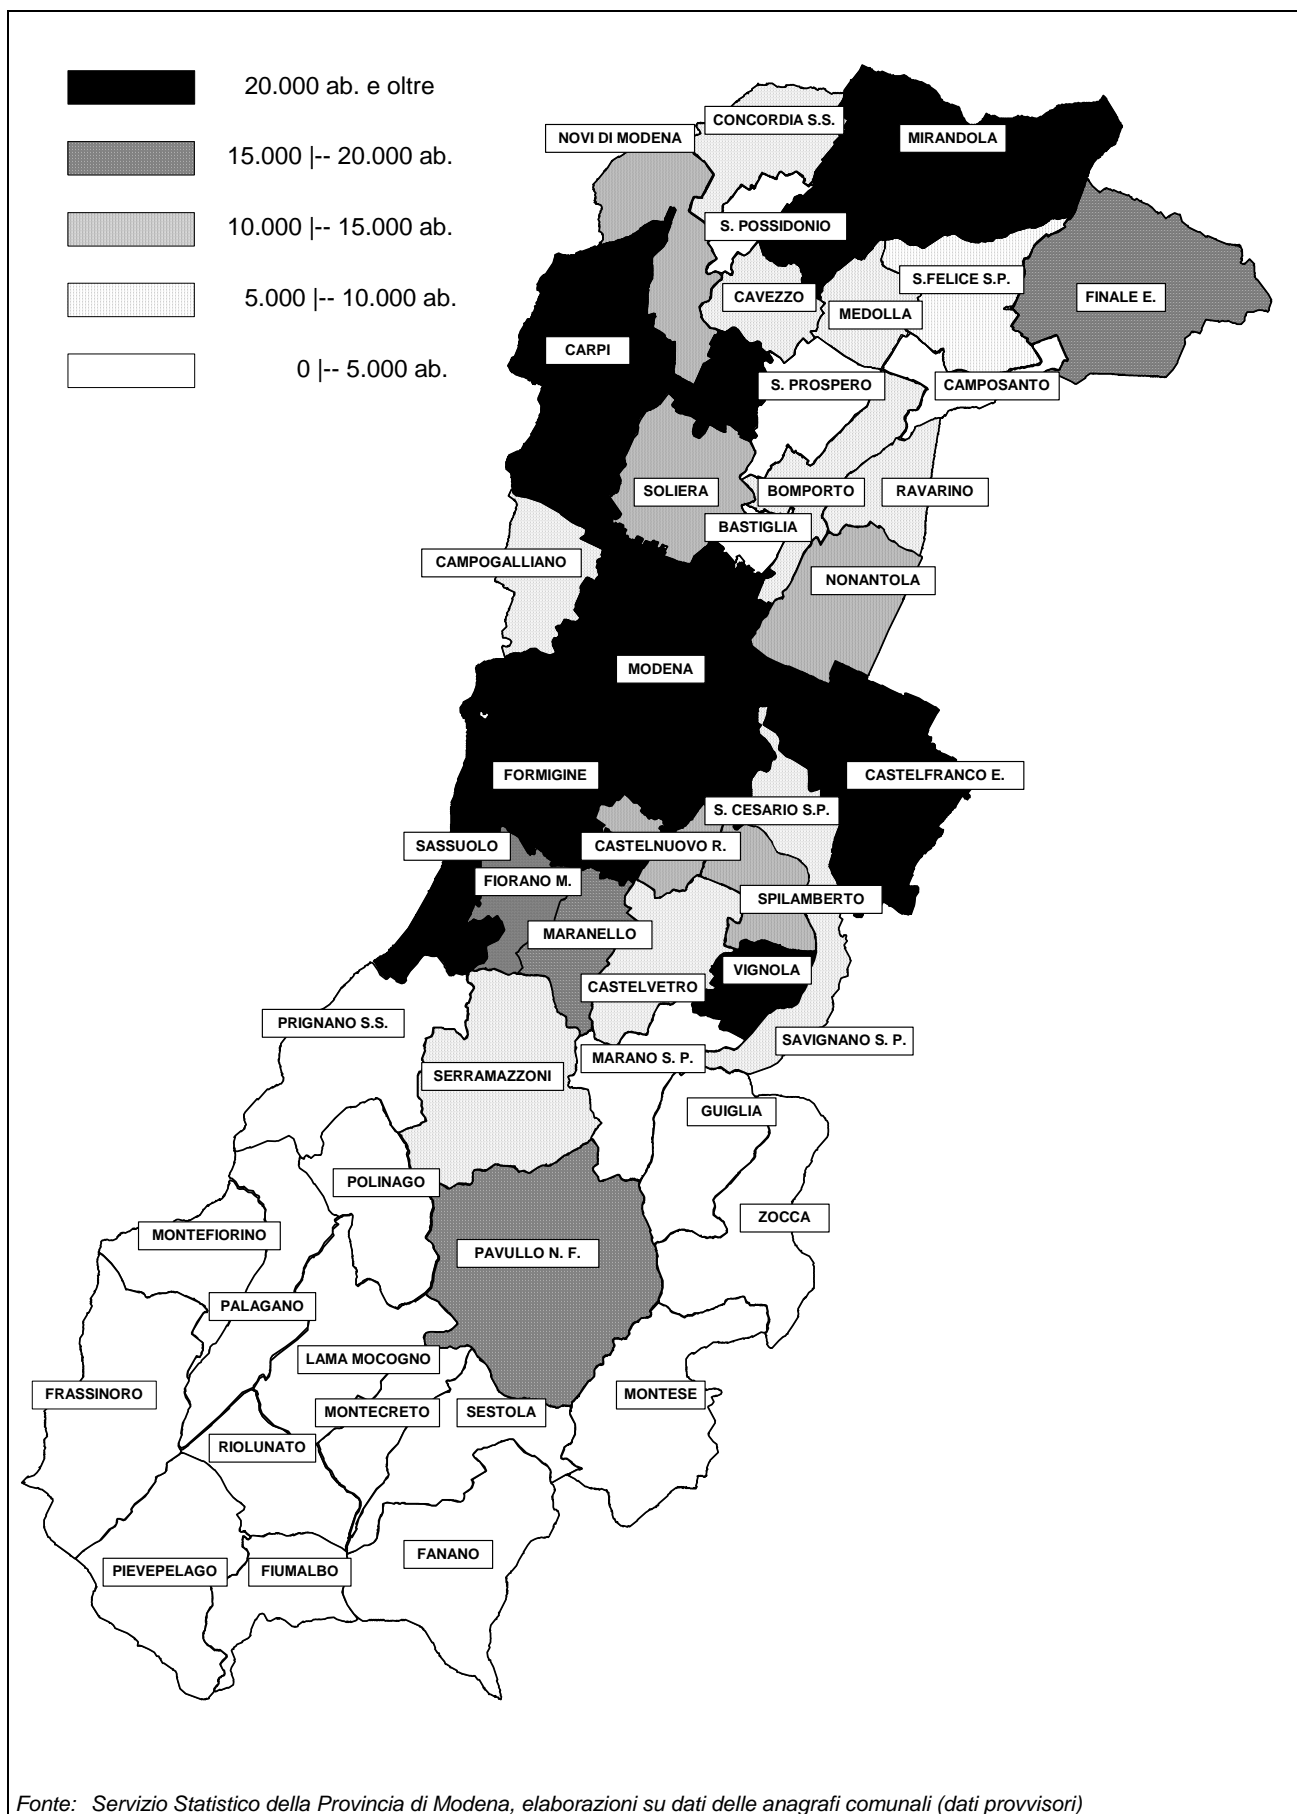 20.000 ab. e oltre
15.000 |-- 20.000 ab.
10.000 |-- 15.000 ab.
5.000 |-- 10.000 ab.
0 |-- 5.000 ab.
CONCORDIA S.S.
NOVI DI MODENA
MIRANDOLA
S. POSSIDONIO
S.FELICE S.P.
CAVEZZO
FINALE E.
MEDOLLA
CARPI
S. PROSPERO
CAMPOSANTO
SOLIERA
BOMPORTO
RAVARINO
BASTIGLIA
CAMPOGALLIANO
NONANTOLA
MODENA
FORMIGINE
CASTELFRANCO E.
S. CESARIO S.P.
SASSUOLO
CASTELNUOVO R.
FIORANO M.
SPILAMBERTO
MARANELLO
VIGNOLA
CASTELVETRO
PRIGNANO S.S.
SAVIGNANO S. P.
MARANO S. P.
SERRAMAZZONI
GUIGLIA
POLINAGO
ZOCCA
MONTEFIORINO
PAVULLO N. F.
PALAGANO
LAMA MOCOGNO
FRASSINORO
MONTESE
MONTECRETO
SESTOLA
RIOLUNATO
FANANO
PIEVEPELAGO
FIUMALBO
Fonte: Servizio Statistico della Provincia di Modena, elaborazioni su dati delle anagrafi comunali (dati provvisori)